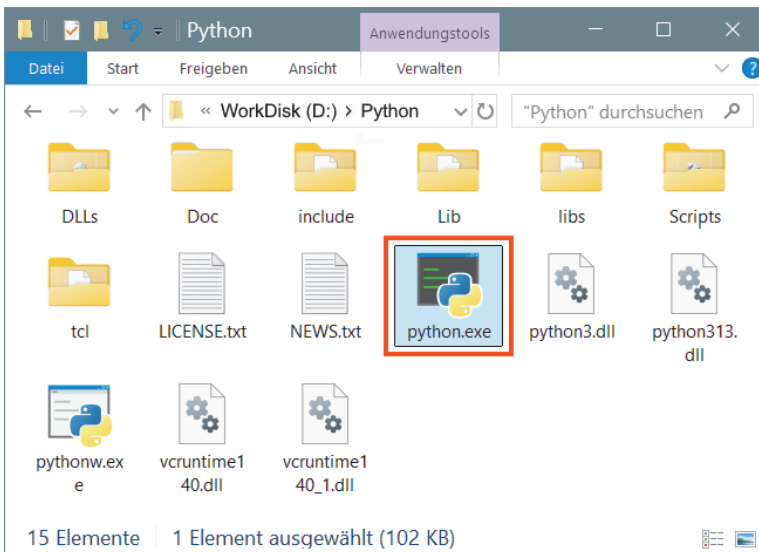 Python
Anwendungstools
Datei Start Freigeben Ansicht Verwalten
« WorkDisk (D:) > Python
"Python" durchsuchen
DLLs Doc include Lib libs Scripts
tcl LICENSE.txt NEWS.txt python.exe python3.dll python313.
dll
pythonw.ex vcruntime1 vcruntime1
e 40.dll 40_1.dll
15 Elemente 1 Element ausgewählt (102 KB)